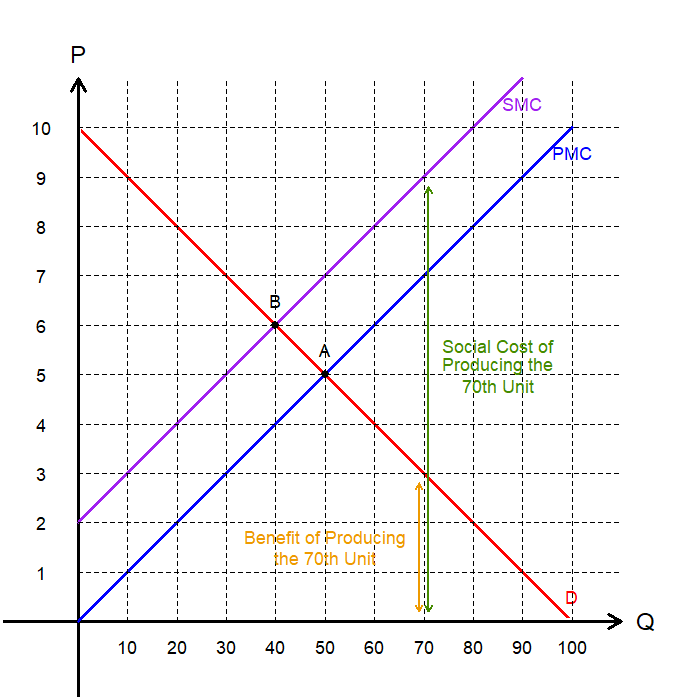 P
10
SMC
PMC
9
8
7
B
6
A
Social Cost of
Producing the
70th Unit
5
4
3
2
Benefit of Producing
the 70th Unit
1
D
Q
10 20 30 40 50 60 70 80 90 100